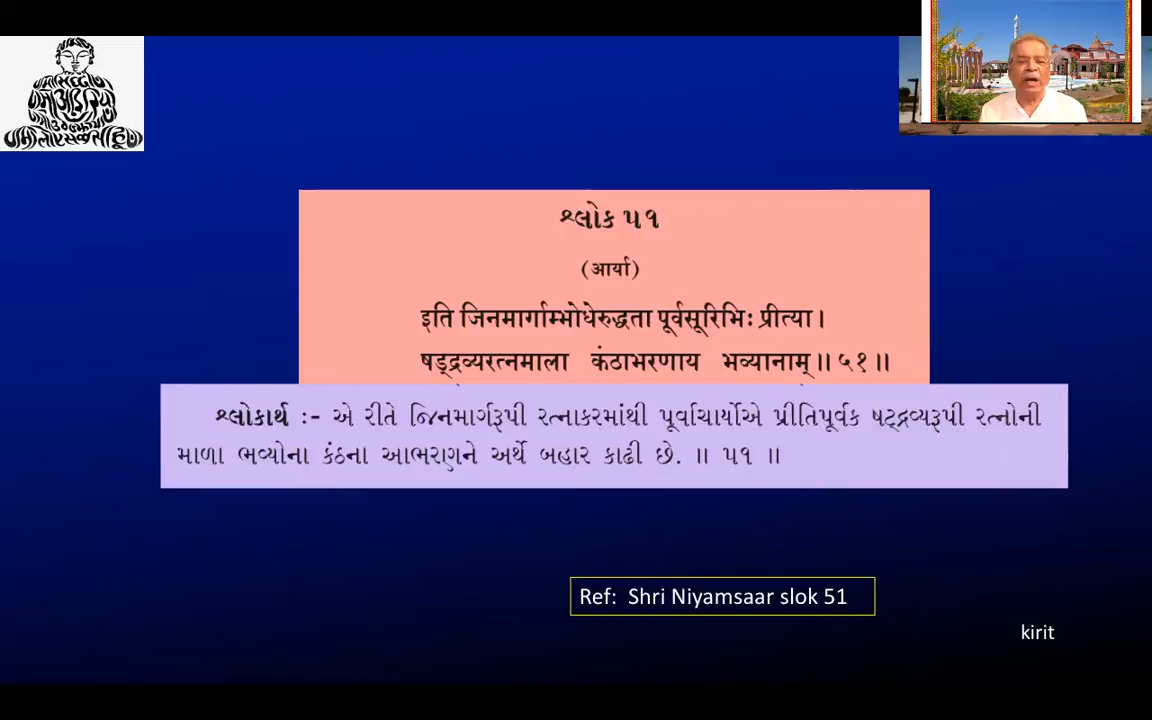 શ્લોક ૫૧
(आर्या)
इति जिनमार्गाम्भोधेरुद्धता पूर्वसूरिभिः प्रीत्या।
षड्द्रव्यरत्नमाला कंठाभरणाय भव्यानाम्॥ ५१॥
શ્લોકાર્થ :- એ રીતે જિનમાર્ગરૂપી રત્નાકરમાંથી પૂર્વાચાર્યોએ પ્રીતિપૂર્વક ષટ્દ્રવ્યરૂપી રત્નોની
માળા ભવ્યોના કંઠના આભરણને અર્થે બહાર કાઢી છે. ॥ ૫૧ ॥
Ref: Shri Niyamsaar slok 51
kirit